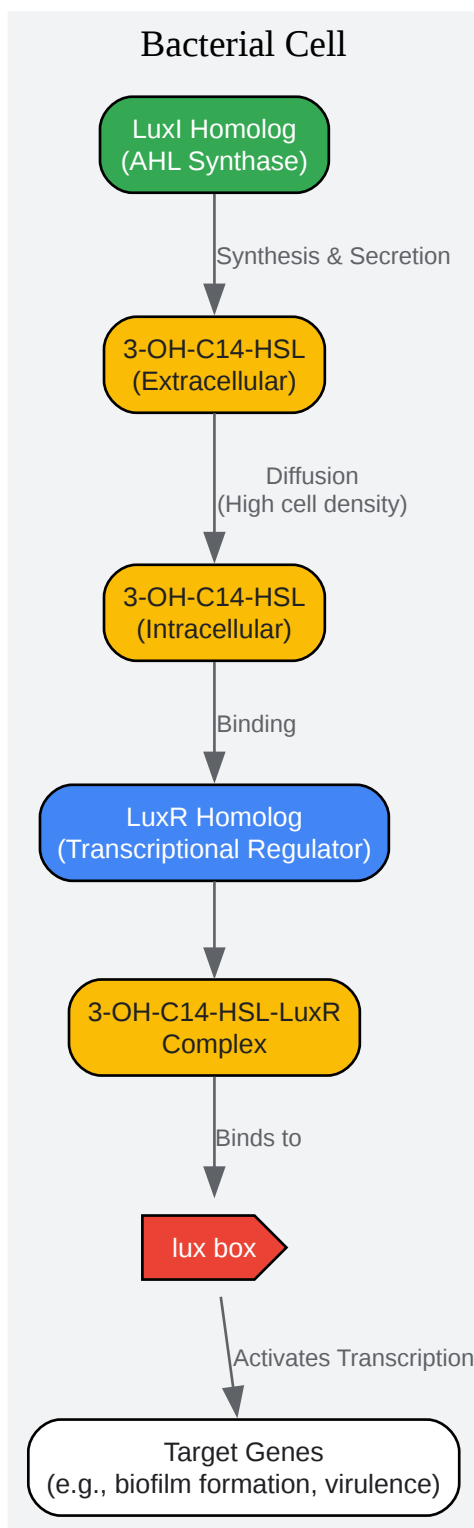 Bacterial Cell
LuxI Homolog
(AHL Synthase)
Synthesis & Secretion
3-OH-C14-HSL
(Extracellular)
Diffusion
(High cell density)
3-OH-C14-HSL
(Intracellular)
Binding
LuxR Homolog
(Transcriptional Regulator)
3-OH-C14-HSL-LuxR
Complex
Binds to
lux box
Activates Transcription
Target Genes
(e.g., biofilm formation, virulence)